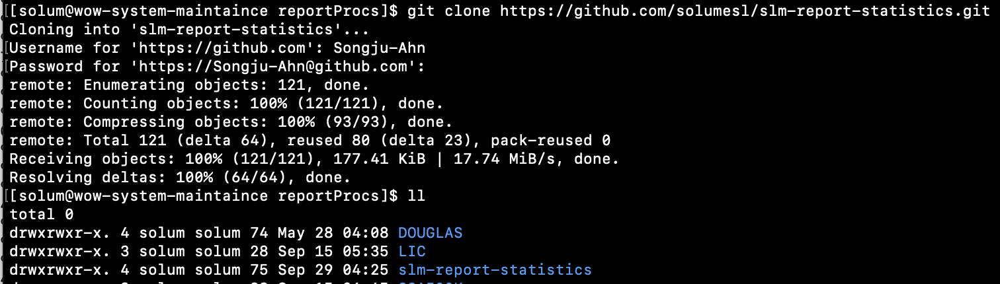 [[solum@wow-system-maintaince reportProcs]$ git clone https://github.com/solumesl/slm-report-statistics.git
Cloning into 'slm-report-statistics'...
[Username for 'https://github.com': Songju-Ahn
[Password for 'https://Songju-Ahn@github.com':
remote: Enumerating objects: 121, done.
remote: Counting objects: 100% (121/121), done.
remote: Compressing objects: 100% (93/93), done.
remote: Total 121 (delta 64), reused 80 (delta 23), pack-reused 0
Receiving objects: 100% (121/121), 177.41 KiB | 17.74 MiB/s, done.
Resolving deltas: 100% (64/64), done.
[[solum@wow-system-maintaince reportProcs]$ ll
total 0
drwxrwxr-x. 4 solum solum 74 May 28 04:08 DOUGLAS
drwxrwxr-x. 3 solum solum 28 Sep 15 05:35 LIC
drwxrwxr-x. 4 solum solum 75 Sep 29 04:25 slm-report-statistics